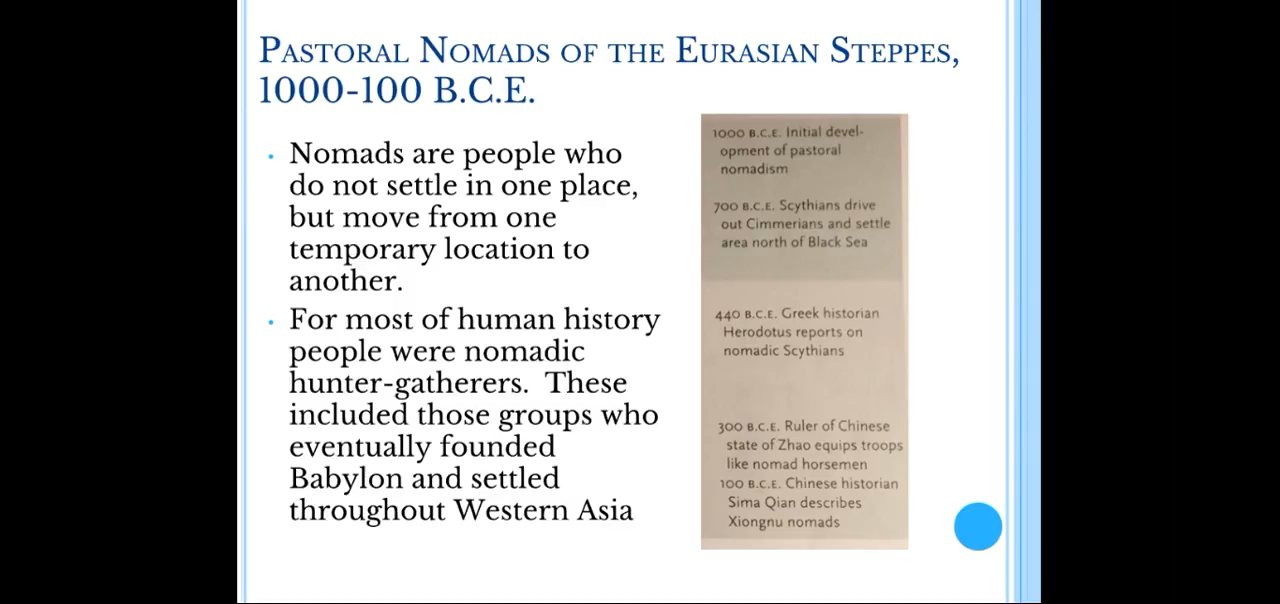 PASTORAL NOMADS OF THE EURASIAN STEPPES,
1000-100 B.C.E.
• Nomads are people who
do not settle in one place,
but move from one
temporary location to
another.
• For most of human history
people were nomadic
hunter-gatherers. These
included those groups who
eventually founded
Babylon and settled
throughout Western Asia
1000 B.C.E. Initial devel-
opment of pastoral
nomadism
700 B.C.E. Scythians drive
out Cimmerians and settle
area north of Black Sea
440 B.C.E. Greek historian
Herodotus reports on
nomadic Scythians
300 B.C.E. Ruler of Chinese
state of Zhao equips troops
like nomad horsemen
100 B.C.E. Chinese historian
Sima Qian describes
Xiongnu nomads